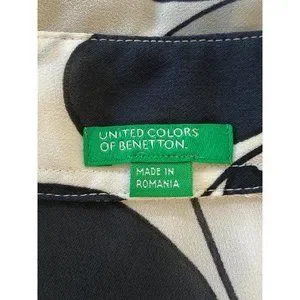 UNITED COLORS
OF BENETTON.
MADE IN
ROMANIA